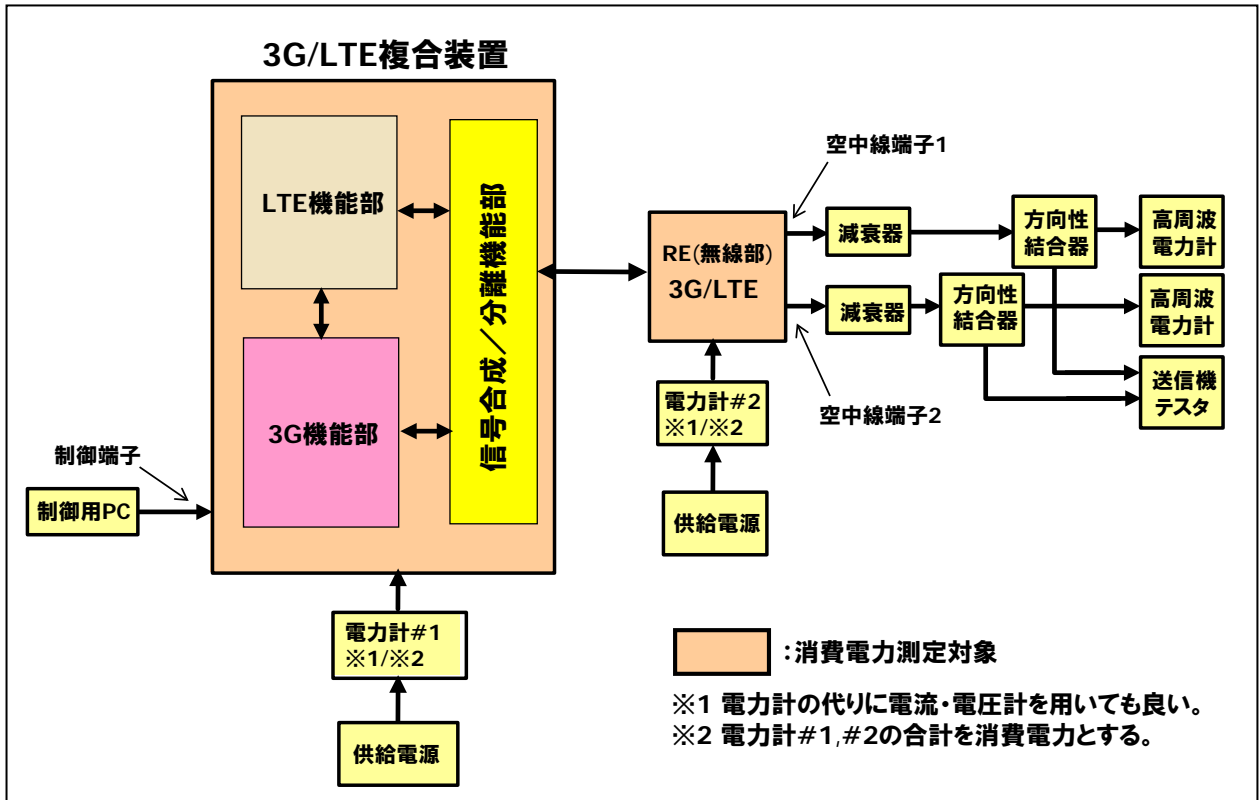 3G/LTE複合装置
LTE機能部
3G機能部
信号合成／分離機能部
制御端子
制御用PC
電力計#1
※1/※2
供給電源
RE(無線部)
3G/LTE
電力計#2
※1/※2
供給電源
空中線端子1
空中線端子2
減衰器
減衰器
方向性
結合器
方向性
結合器
高周波
電力計
高周波
電力計
送信機
テスタ
:消費電力測定対象
※1 電力計の代りに電流・電圧計を用いても良い。
※2 電力計#1,#2の合計を消費電力とする。